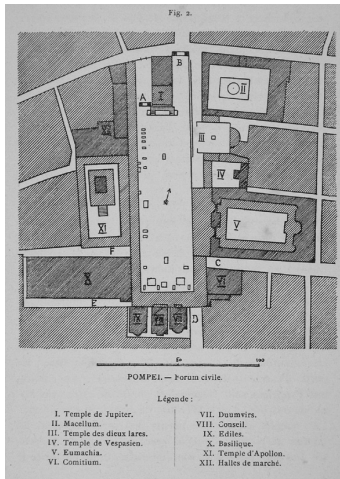 Fig. 2.
B
I
II
A
III
XII
IV
XI
V
F
C
X
VI
E
IX
VIII
VII
D
50
100
POMPEI. — Forum civile.
Légende :
I. Temple de Jupiter.
II. Macellum.
III. Temple des dieux lares.
IV. Temple de Vespasien.
V. Eumachia.
VI. Comitium.
VII. Duumvirs.
VIII. Conseil.
IX. Ediles.
X. Basilique.
XI. Temple d'Apollon.
XII. Halles de marché.